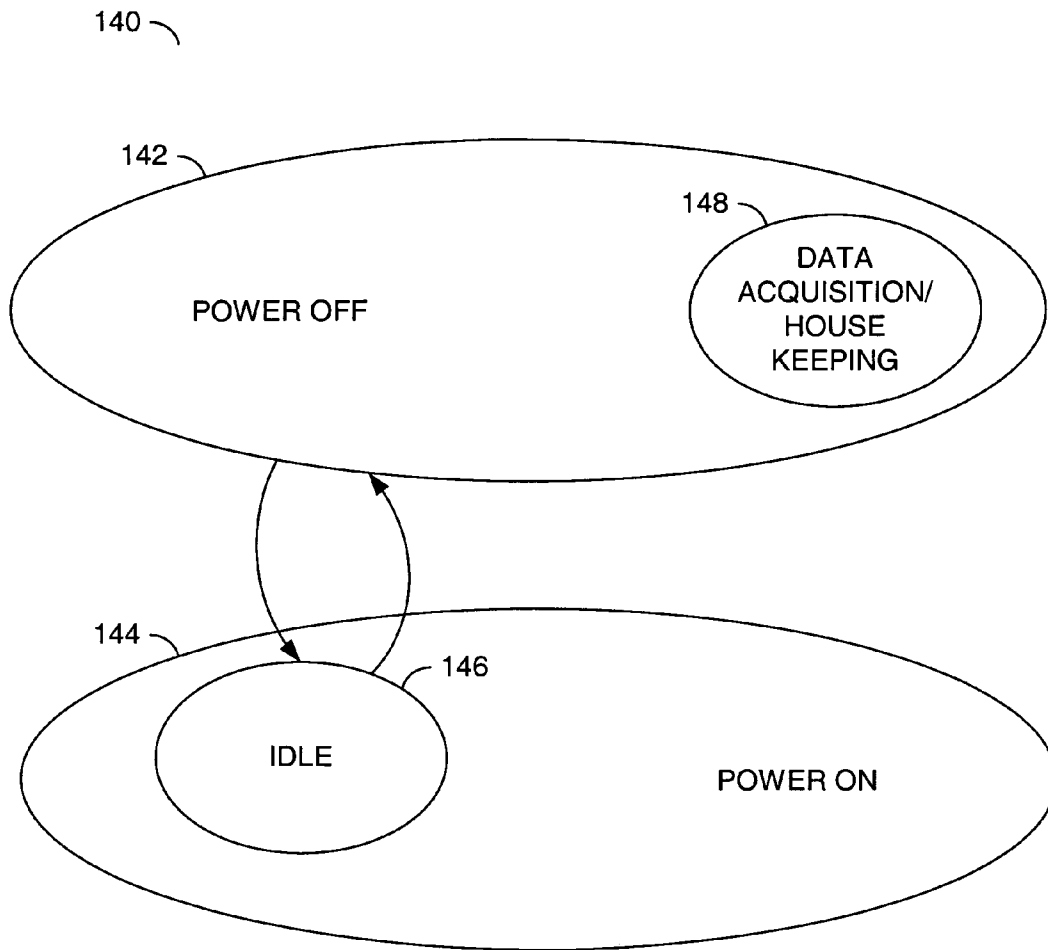 140
142
148
DATA
ACQUISITION/
HOUSE
KEEPING
POWER OFF
144
146
IDLE
POWER ON